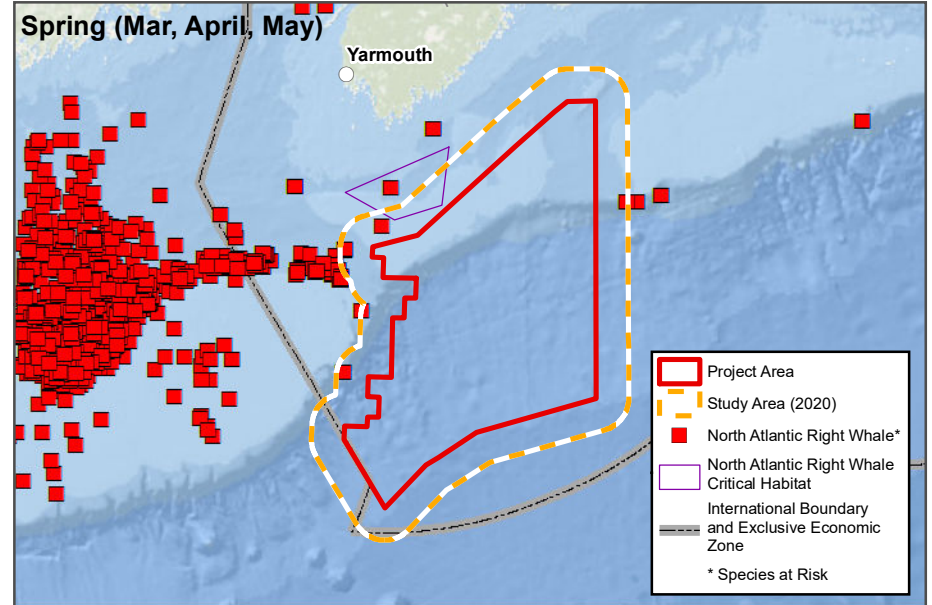 Spring (Mar, April, May)
Yarmouth
Project Area
Study Area (2020)
North Atlantic Right Whale*
North Atlantic Right Whale
Critical Habitat
International Boundary
and Exclusive Economic
Zone
* Species at Risk